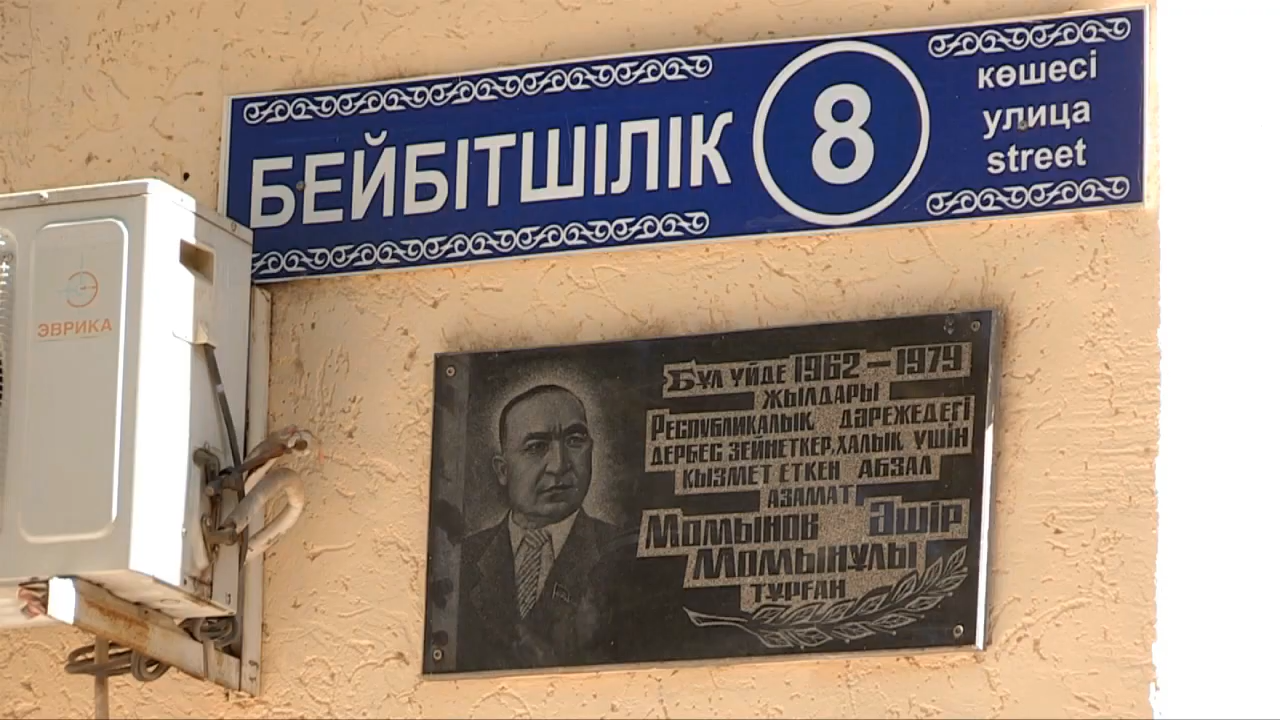 БЕЙБІТШІЛІК
8
көшесі
улица
street
ЭВРИКА
Бұл үйде 1962 – 1979
жылдары
Республикалық дәрежедегі
дербес зейнеткер, халық үшін
қызмет еткен абзал
азамат
Момынов Әшір
Момынұлы
тұрған